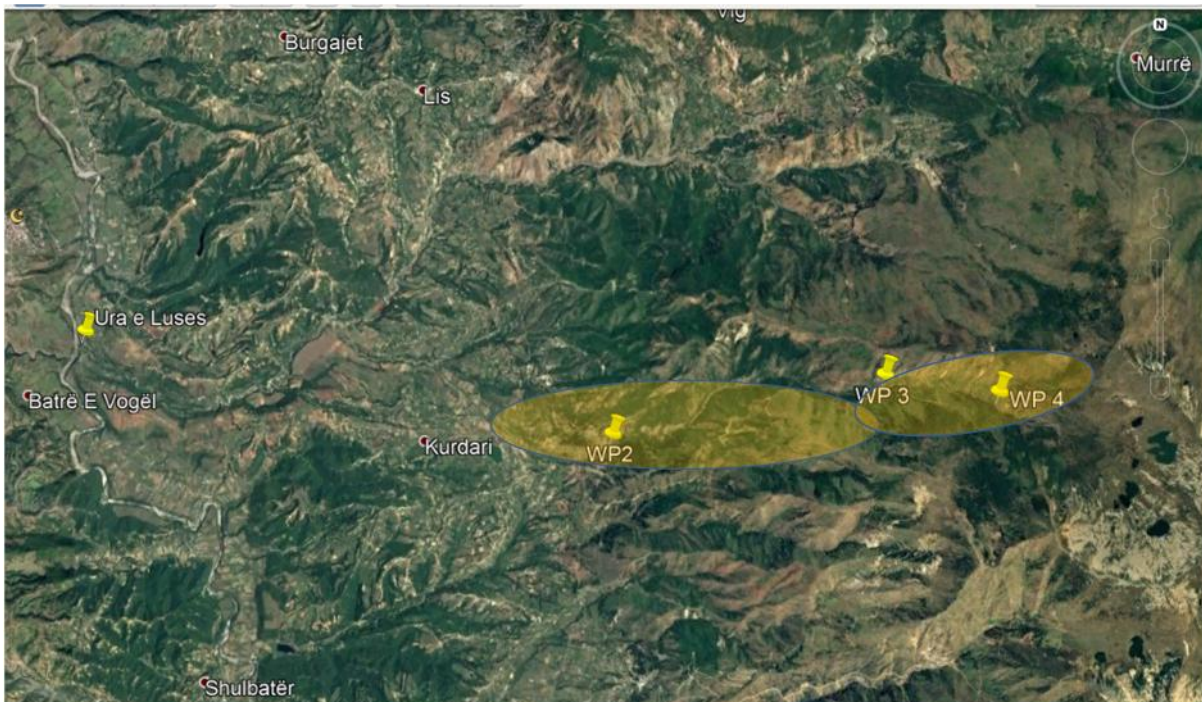 Vig
Burgajet
N
Murrë
Lis
Ura e Luses
Batrë E Vogël
WP 3
WP 4
Kurdari
WP2
Shulbatër